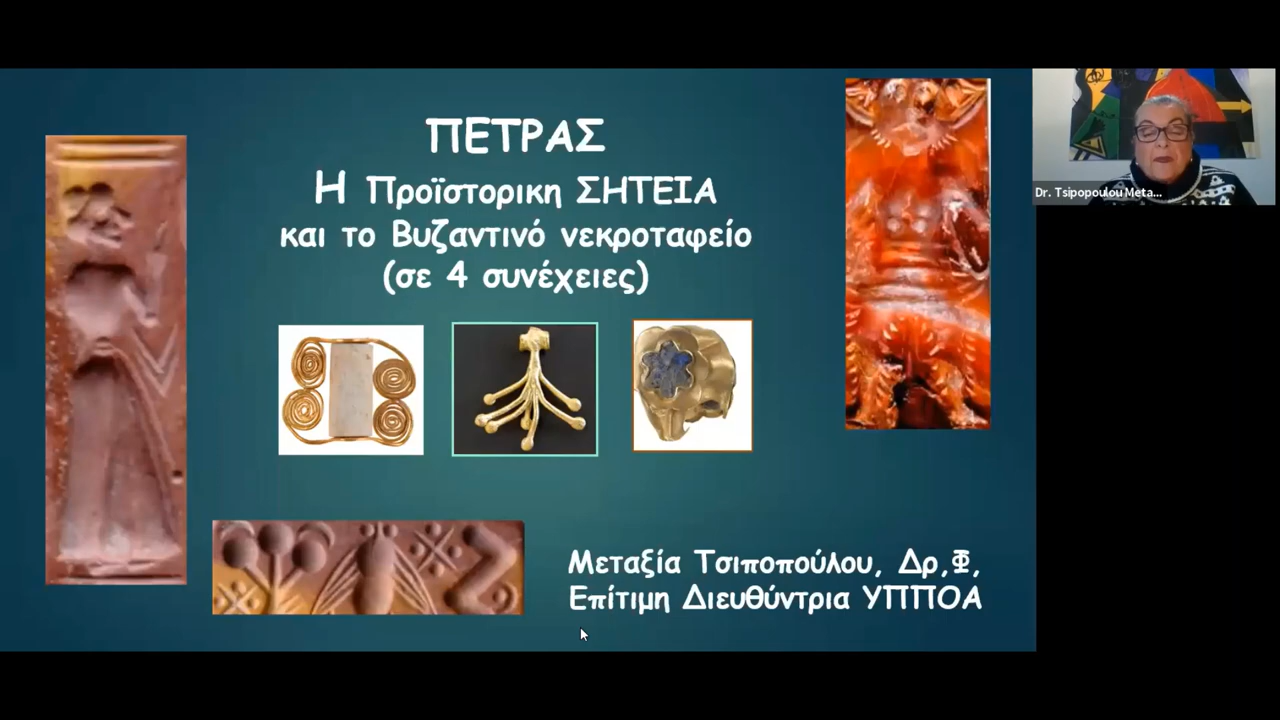 ΠΕΤΡΑΣ
Η Προϊστορικη ΣΗΤΕΙΑ
και το Βυζαντινό νεκροταφείο
(σε 4 συνέχειες)
Μεταξία Τσιποπούλου, Δρ,Φ,
Επίτιμη Διευθύντρια ΥΠΠΟΑ
Dr. Tsipopoulou Meta...